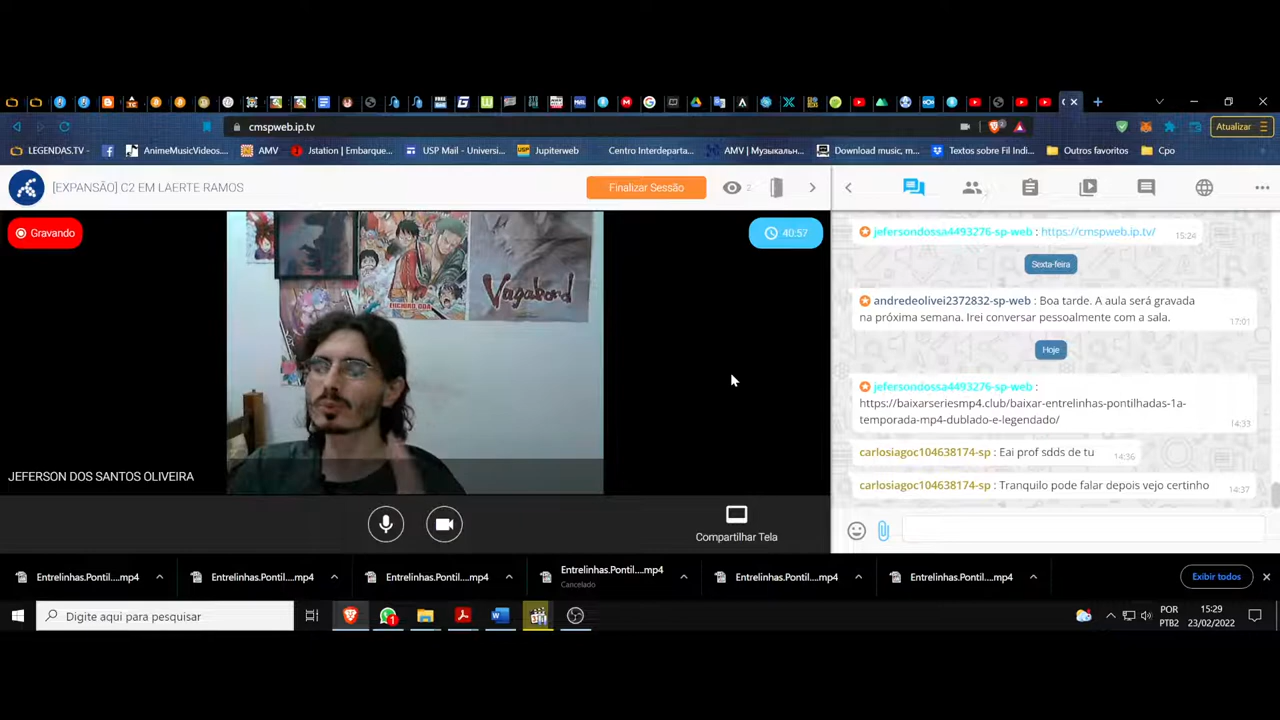 cmspweb.ip.tv
Atualizar
LEGENDAS.TV -
AnimeMusicVideos...
AMV
Jstation | Embarque...
USP Mail - Universi...
Jupiterweb
Centro Interdeparta...
AMV | Музыкальн...
Download music, m...
Textos sobre Fil Indi...
Outros favoritos
Cpo
[EXPANSÃO] C2 EM LAERTE RAMOS
Finalizar Sessão
2
Gravando
40:57
Vagabond
EIICHIRO ODA
JEFERSON DOS SANTOS OLIVEIRA
Compartilhar Tela
jefersondossa4493276-sp-web : https://cmspweb.ip.tv/
15:24
Sexta-feira
andredeolivei2372832-sp-web : Boa tarde. A aula será gravada
na próxima semana. Irei conversar pessoalmente com a sala.
17:01
Hoje
jefersondossa4493276-sp-web :
https://baixarseriesmp4.club/baixar-entrelinhas-pontilhadas-1a-
temporada-mp4-dublado-e-legendado/
14:33
carlosiagoc104638174-sp : Eai prof sdds de tu
14:36
carlosiagoc104638174-sp : Tranquilo pode falar depois vejo certinho
14:37
Entrelinhas.Pontil....mp4
Entrelinhas.Pontil....mp4
Entrelinhas.Pontil....mp4
Entrelinhas.Pontil....mp4
Cancelado
Entrelinhas.Pontil....mp4
Entrelinhas.Pontil....mp4
Exibir todos
Digite aqui para pesquisar
1
POR
PTB2
15:29
23/02/2022